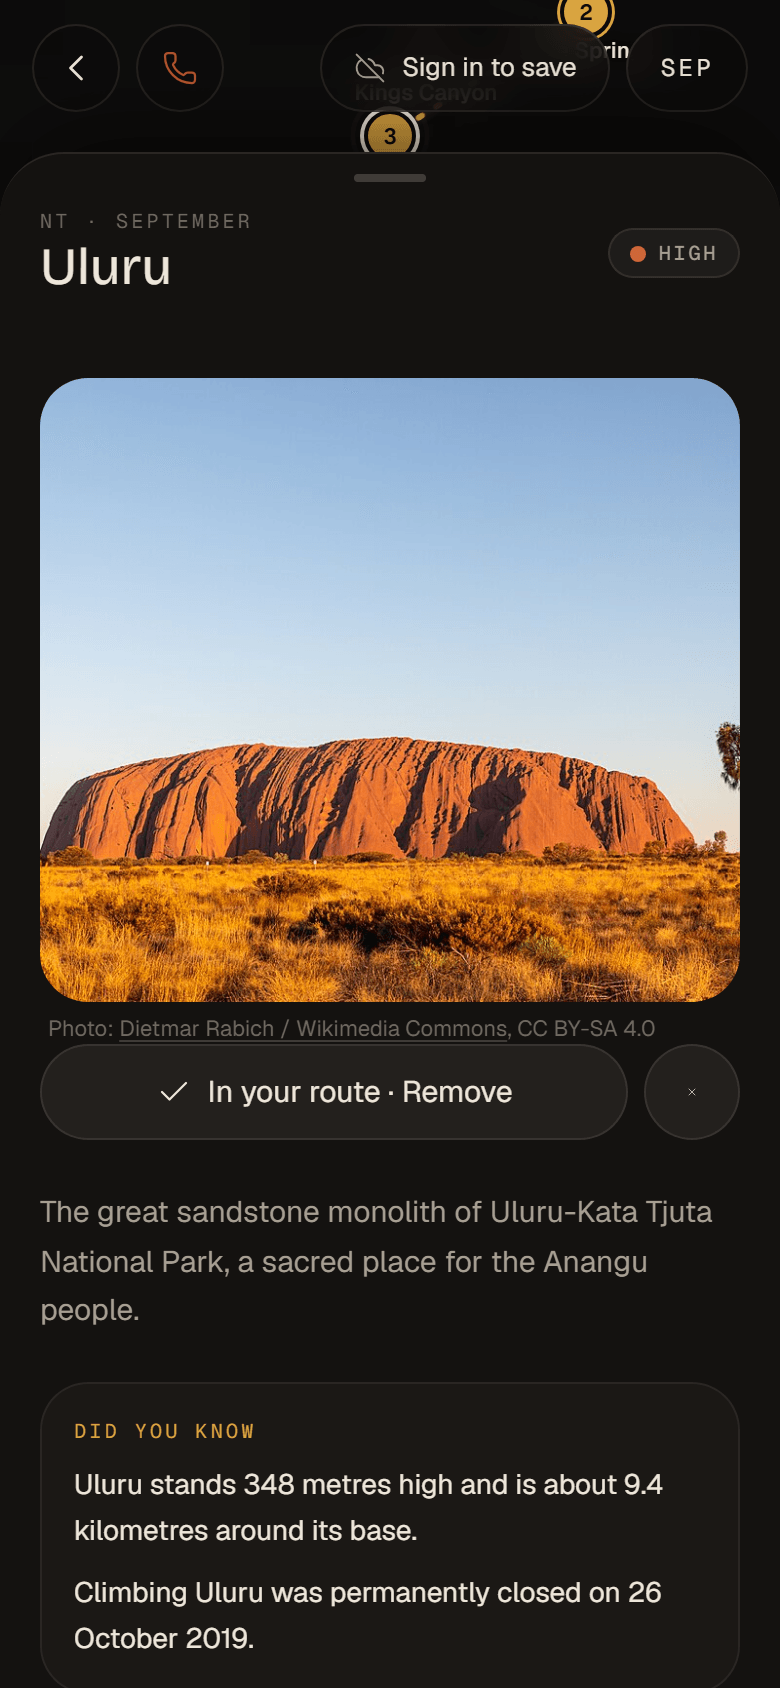 2
Sprin
Sign in to save
SEP
Kings Canyon
3
NT · SEPTEMBER
Uluru
HIGH
Photo: Dietmar Rabich / Wikimedia Commons, CC BY-SA 4.0
In your route · Remove
The great sandstone monolith of Uluru-Kata Tjuta
National Park, a sacred place for the Anangu
people.
DID YOU KNOW
Uluru stands 348 metres high and is about 9.4
kilometres around its base.
Climbing Uluru was permanently closed on 26
October 2019.